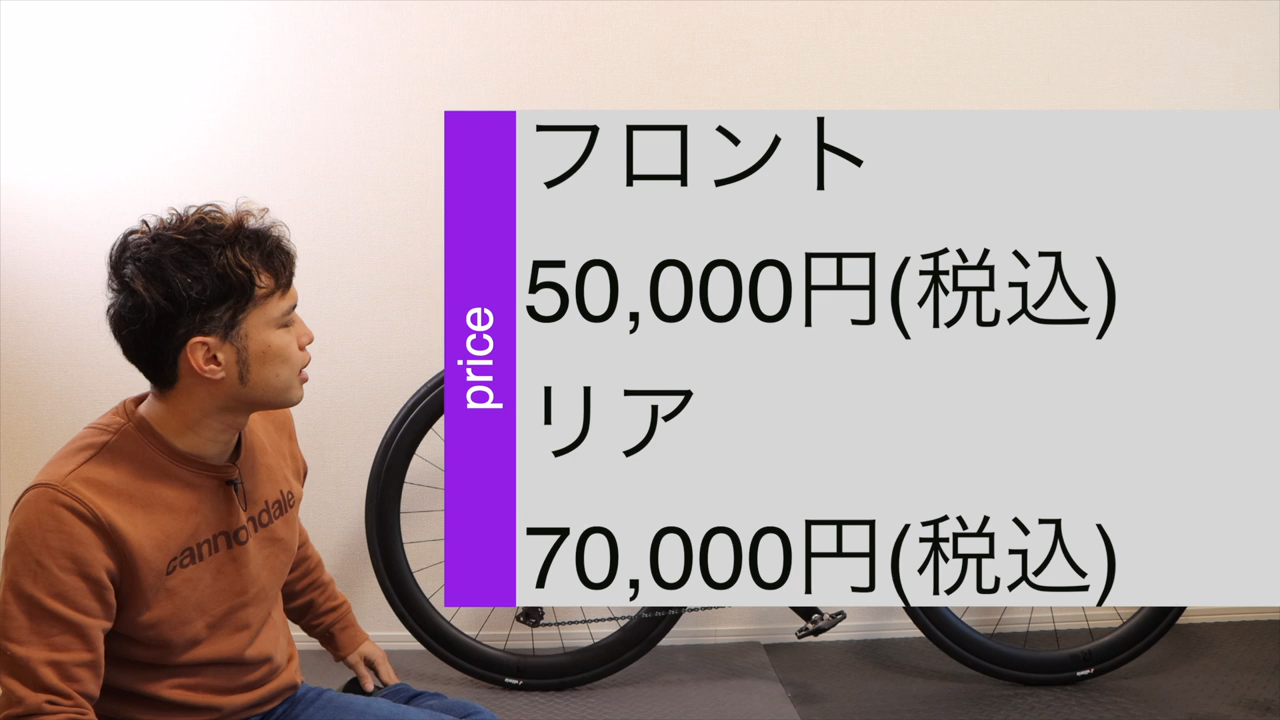 price
フロント
50,000円(税込)
リア
70,000円(税込)
cannondale